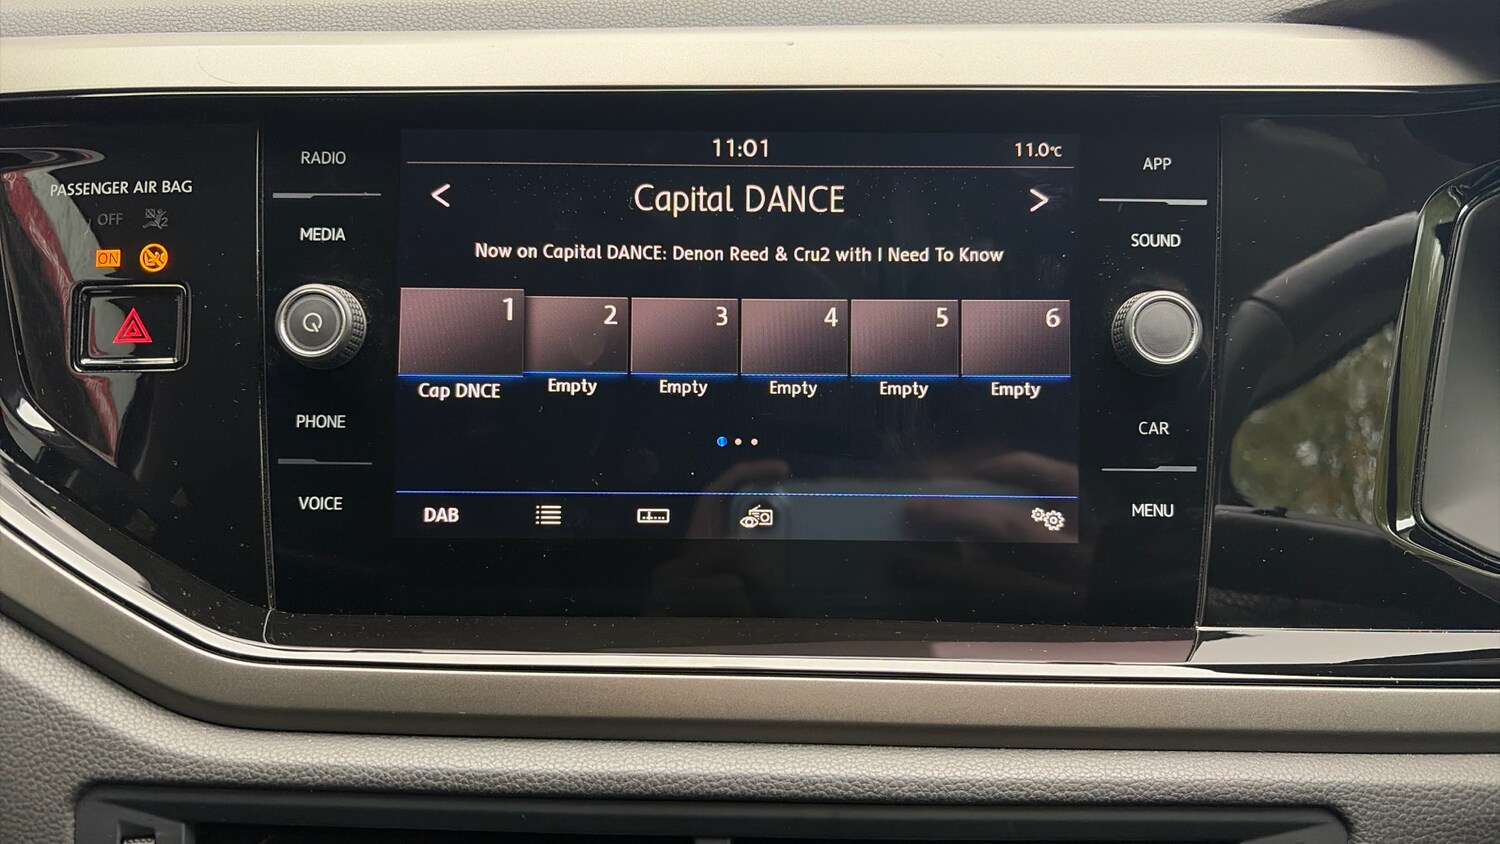 PASSENGER AIR BAG
OFF
ON
RADIO
MEDIA
PHONE
VOICE
11:01
11.0°C
< Capital DANCE >
Now on Capital DANCE: Denon Reed & Cru2 with I Need To Know
1 2 3 4 5 6
Cap DNCE Empty Empty Empty Empty Empty
DAB
APP
SOUND
CAR
MENU